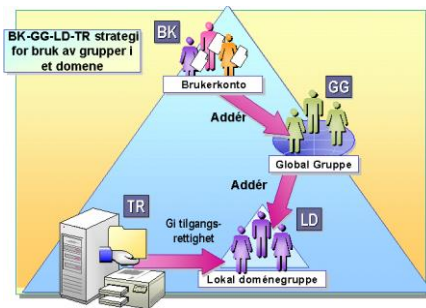 BK-GG-LD-TR strategi
for bruk av grupper i
et domene
BK
Brukerkonto
GG
Addér
Global Gruppe
Addér
TR
Gi tilgangs-
rettighet
LD
Lokal doménegruppe